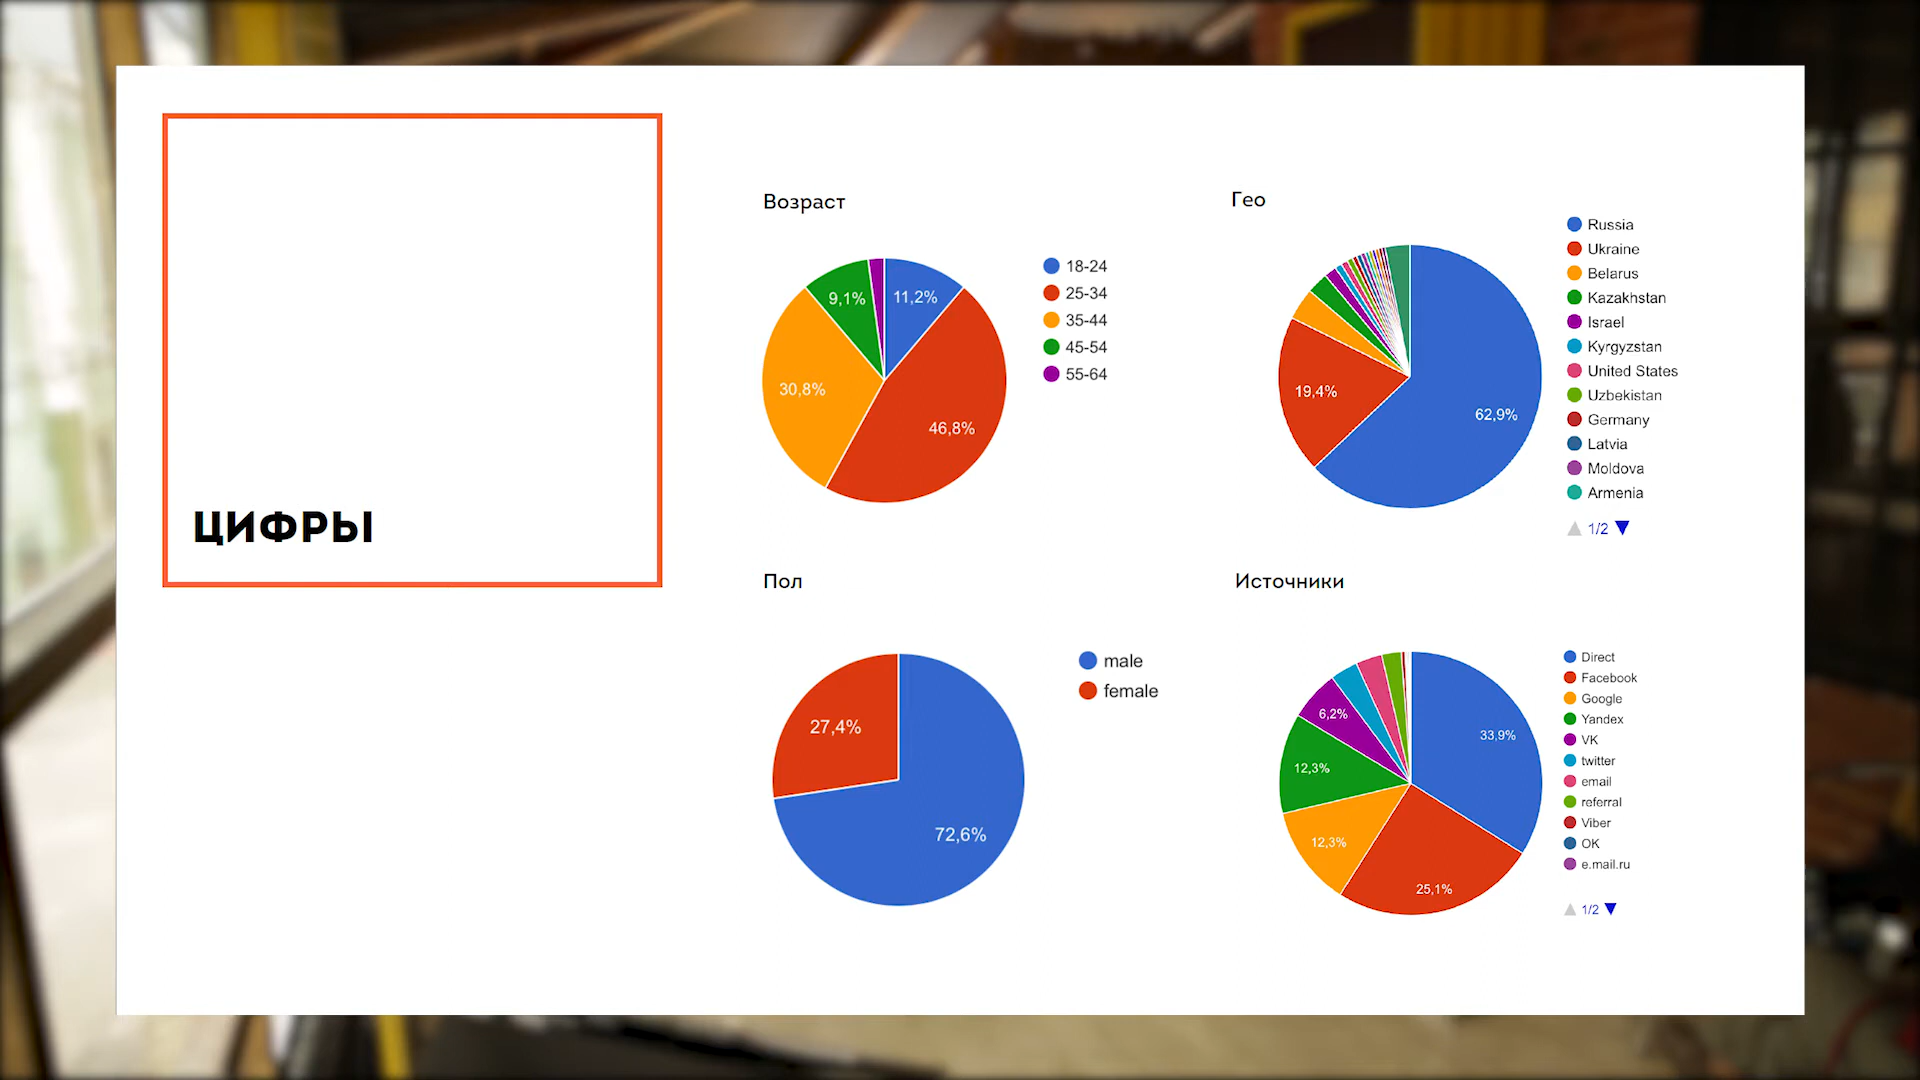 ЦИФРЫ
Возраст
9,1%
11,2%
30,8%
46,8%
18-24
25-34
35-44
45-54
55-64
Гео
19,4%
62,9%
Russia
Ukraine
Belarus
Kazakhstan
Israel
Kyrgyzstan
United States
Uzbekistan
Germany
Latvia
Moldova
Armenia
1/2
Пол
27,4%
72,6%
male
female
Источники
6,2%
33,9%
12,3%
12,3%
25,1%
Direct
Facebook
Google
Yandex
VK
twitter
email
referral
Viber
OK
e.mail.ru
1/2